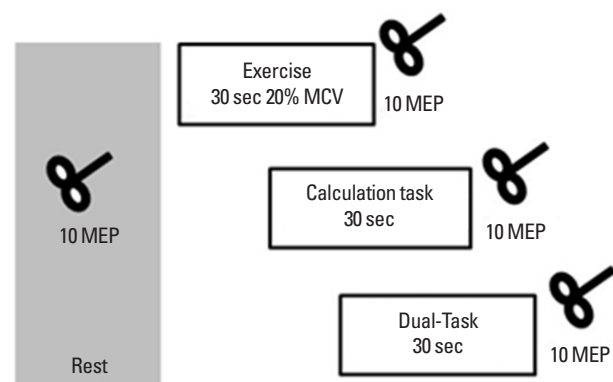 Exercise
30 sec 20% MCV
10 MEP
Calculation task
30 sec
10 MEP
10 MEP
Dual-Task
30 sec
10 MEP
Rest